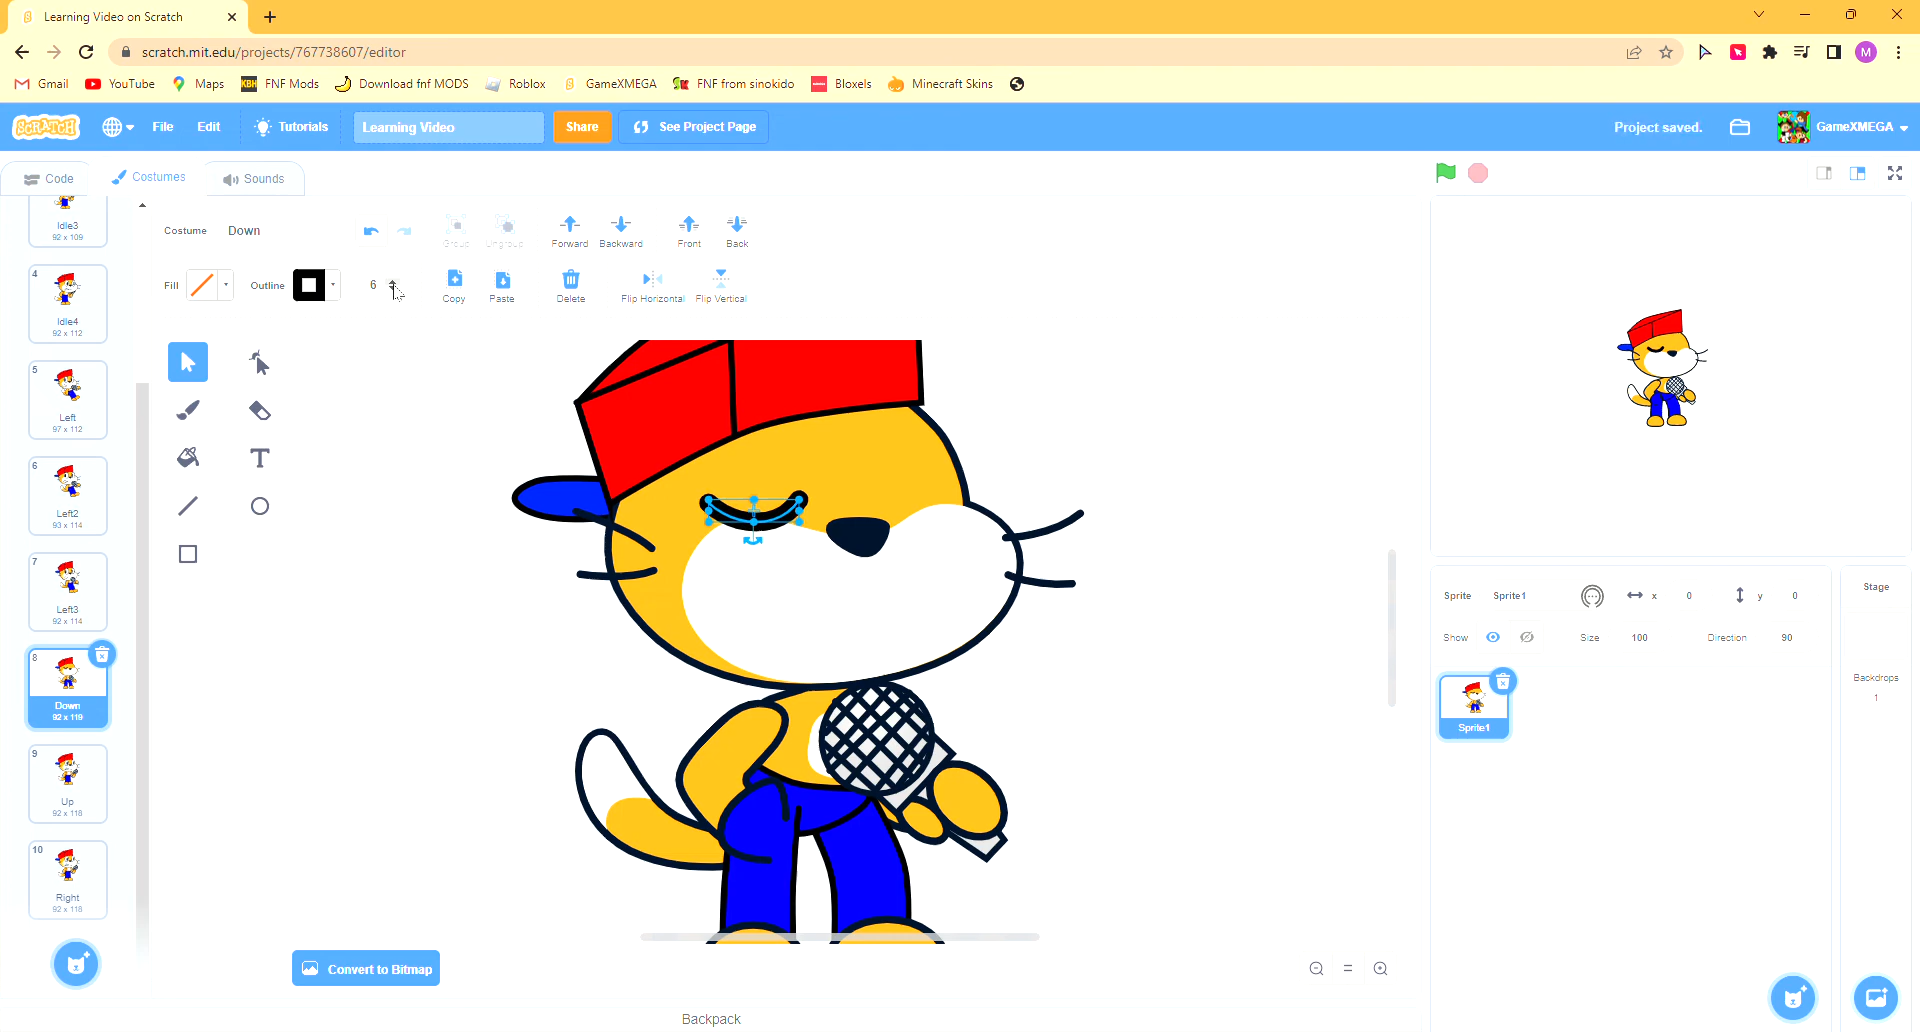 Learning Video on Scratch
scratch.mit.edu/projects/767738607/editor
M
Gmail YouTube Maps KBH FNF Mods Download fnf MODS Roblox GameXMEGA FNF from sinokido Bloxels Minecraft Skins
SCRATCH File Edit Tutorials Learning Video Share See Project Page Project saved. GameXMEGA
Code Costumes Sounds
Costume Down Group Ungroup Forward Backward Front Back
Fill Outline 6 Copy Paste Delete Flip Horizontal Flip Vertical
T
Idle3
92 x 109
4
Idle4
92 x 112
5
Left
97 x 112
6
Left2
93 x 114
7
Left3
92 x 114
8
Down
92 x 119
9
Up
92 x 118
10
Right
92 x 118
Convert to Bitmap
Backpack
Sprite Sprite1 x 0 y 0
Show Size 100 Direction 90
Sprite1
Stage
Backdrops
1